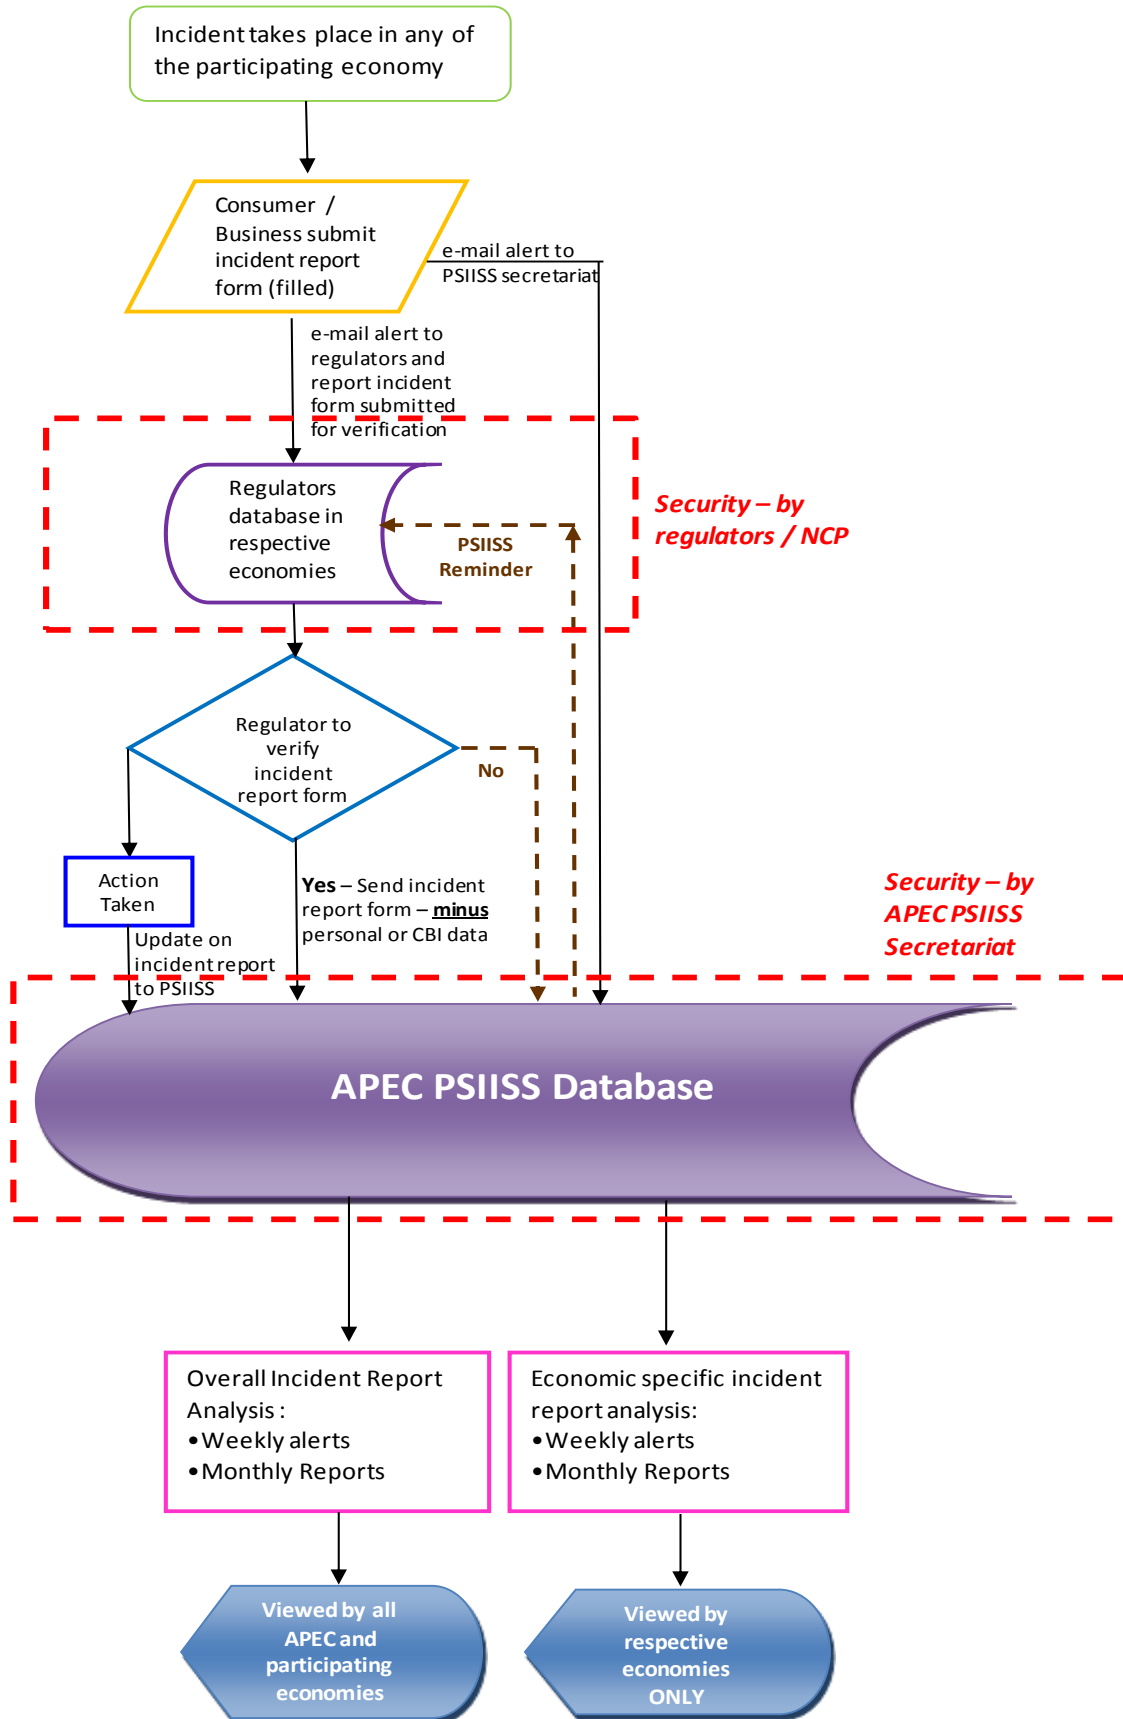 Incident takes place in any of
the participating economy
Consumer /
Business submit
incident report
form (filled)
e-mail alert to
PSIISS secretariat
e-mail alert to
regulators and
report incident
form submitted
for verification
Regulators
database in
respective
economies
PSIISS
Reminder
Security – by
regulators / NCP
Regulator to
verify
incident
report form
No
Action
Taken
Yes – Send incident
report form – minus
personal or CBI data
Update on
incident report
to PSIISS
Security – by
APEC PSIISS
Secretariat
APEC PSIISS Database
Overall Incident Report
Analysis :
•Weekly alerts
•Monthly Reports
Economic specific incident
report analysis:
•Weekly alerts
•Monthly Reports
Viewed by all
APEC and
participating
economies
Viewed by
respective
economies
ONLY